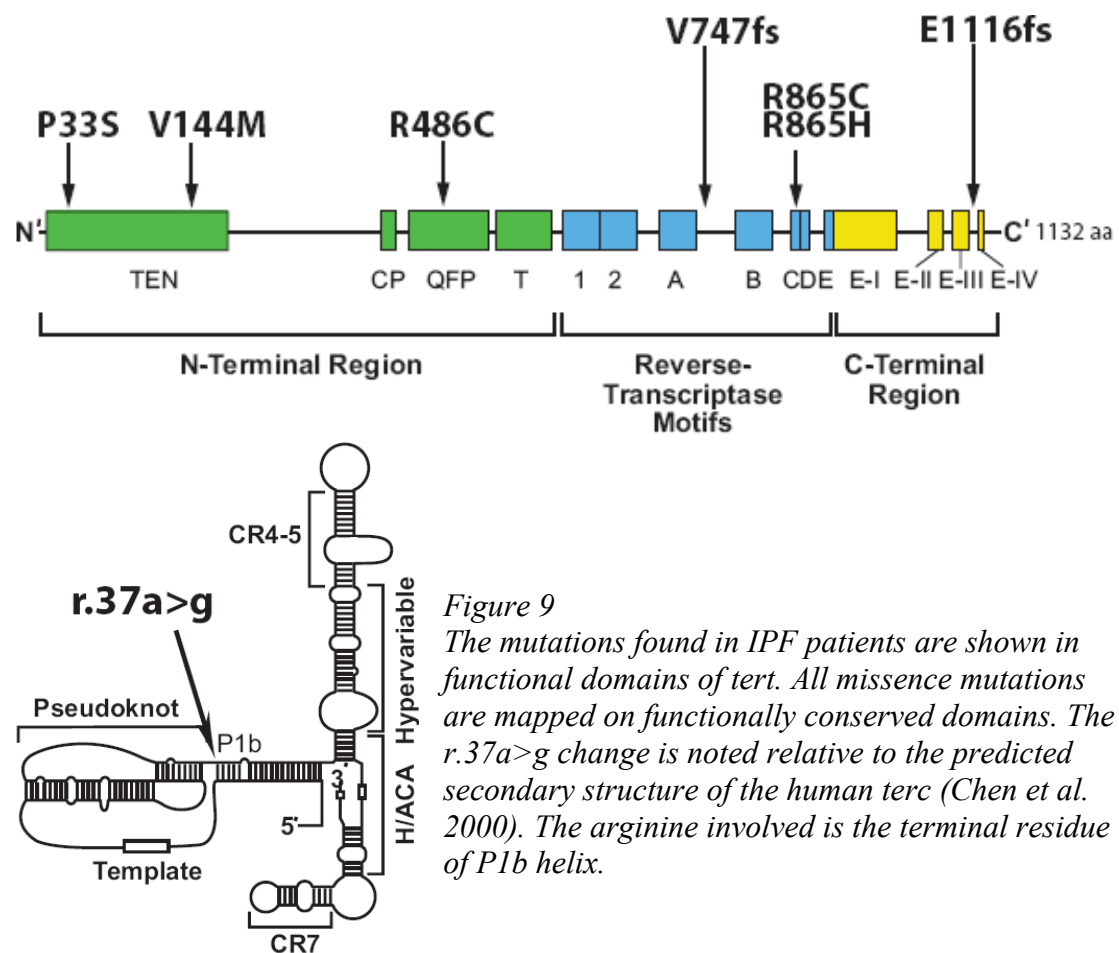 V747fs E1116fs
R865C
R865H
P33S V144M R486C
N' C' 1132 aa
TEN CP QFP T 1 2 A B CDE E-I E-II E-III E-IV
N-Terminal Region
Reverse-
Transcriptase
Motifs
C-Terminal
Region
CR4-5
Hypervariable
r.37a>g
Pseudoknot
P1b
3'
5'
H/ACA
Template
CR7
Figure 9
The mutations found in IPF patients are shown in
functional domains of tert. All missence mutations
are mapped on functionally conserved domains. The
r.37a>g change is noted relative to the predicted
secondary structure of the human terc (Chen et al.
2000). The arginine involved is the terminal residue
of P1b helix.